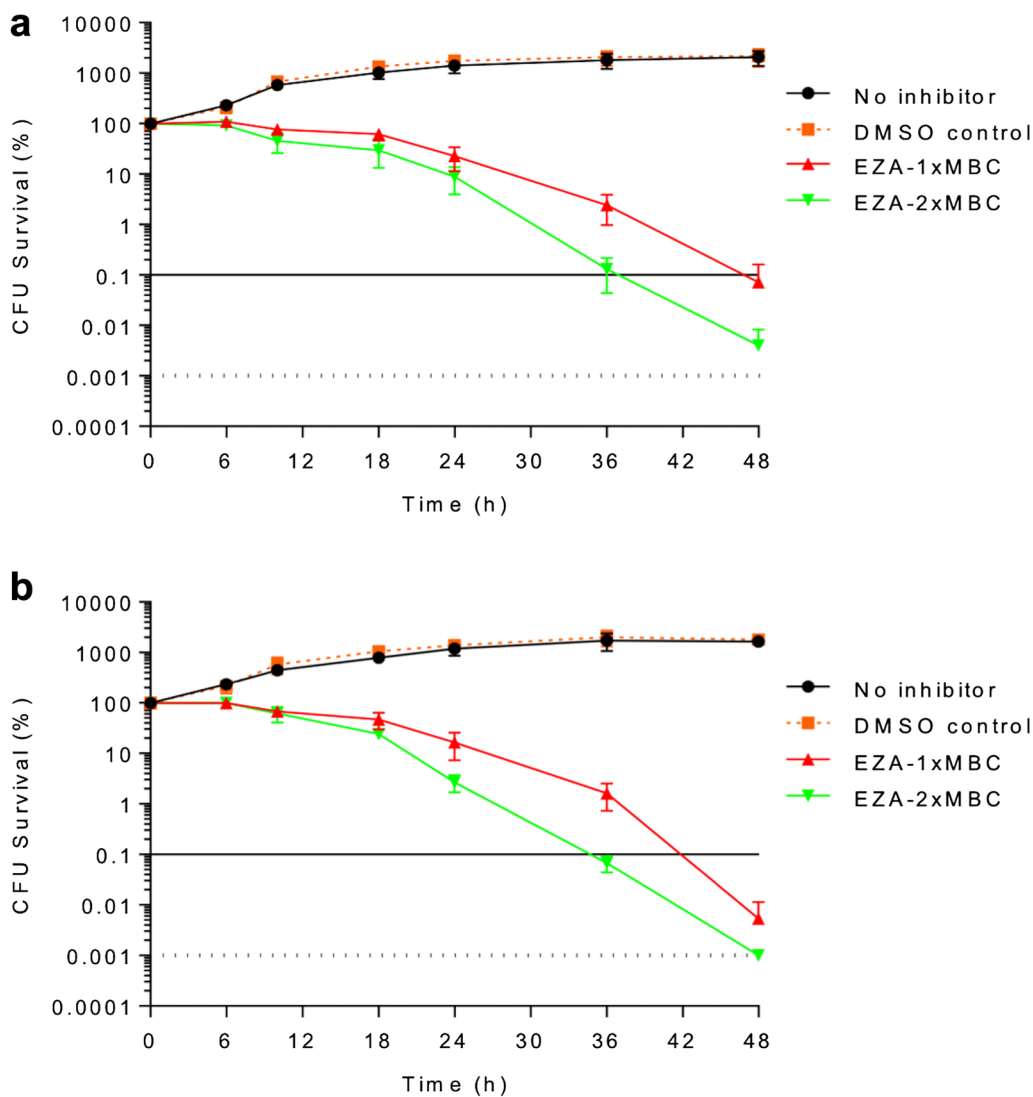 a
10000
1000
100
10
1
0.1
0.01
0.001
0.0001
CFU Survival (%)
0 6 12 18 24 30 36 42 48
Time (h)
No inhibitor
DMSO control
EZA-1xMBC
EZA-2xMBC
b
10000
1000
100
10
1
0.1
0.01
0.001
0.0001
CFU Survival (%)
0 6 12 18 24 30 36 42 48
Time (h)
No inhibitor
DMSO control
EZA-1xMBC
EZA-2xMBC